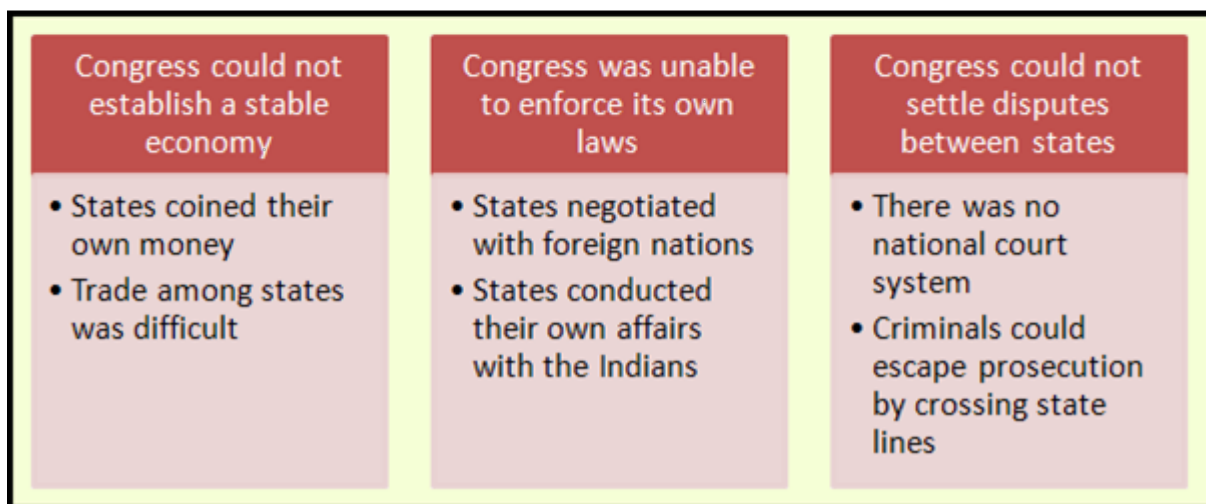 Congress could not
establish a stable
economy
• States coined their
own money
• Trade among states
was difficult
Congress was unable
to enforce its own
laws
• States negotiated
with foreign nations
• States conducted
their own affairs
with the Indians
Congress could not
settle disputes
between states
• There was no
national court
system
• Criminals could
escape prosecution
by crossing state
lines